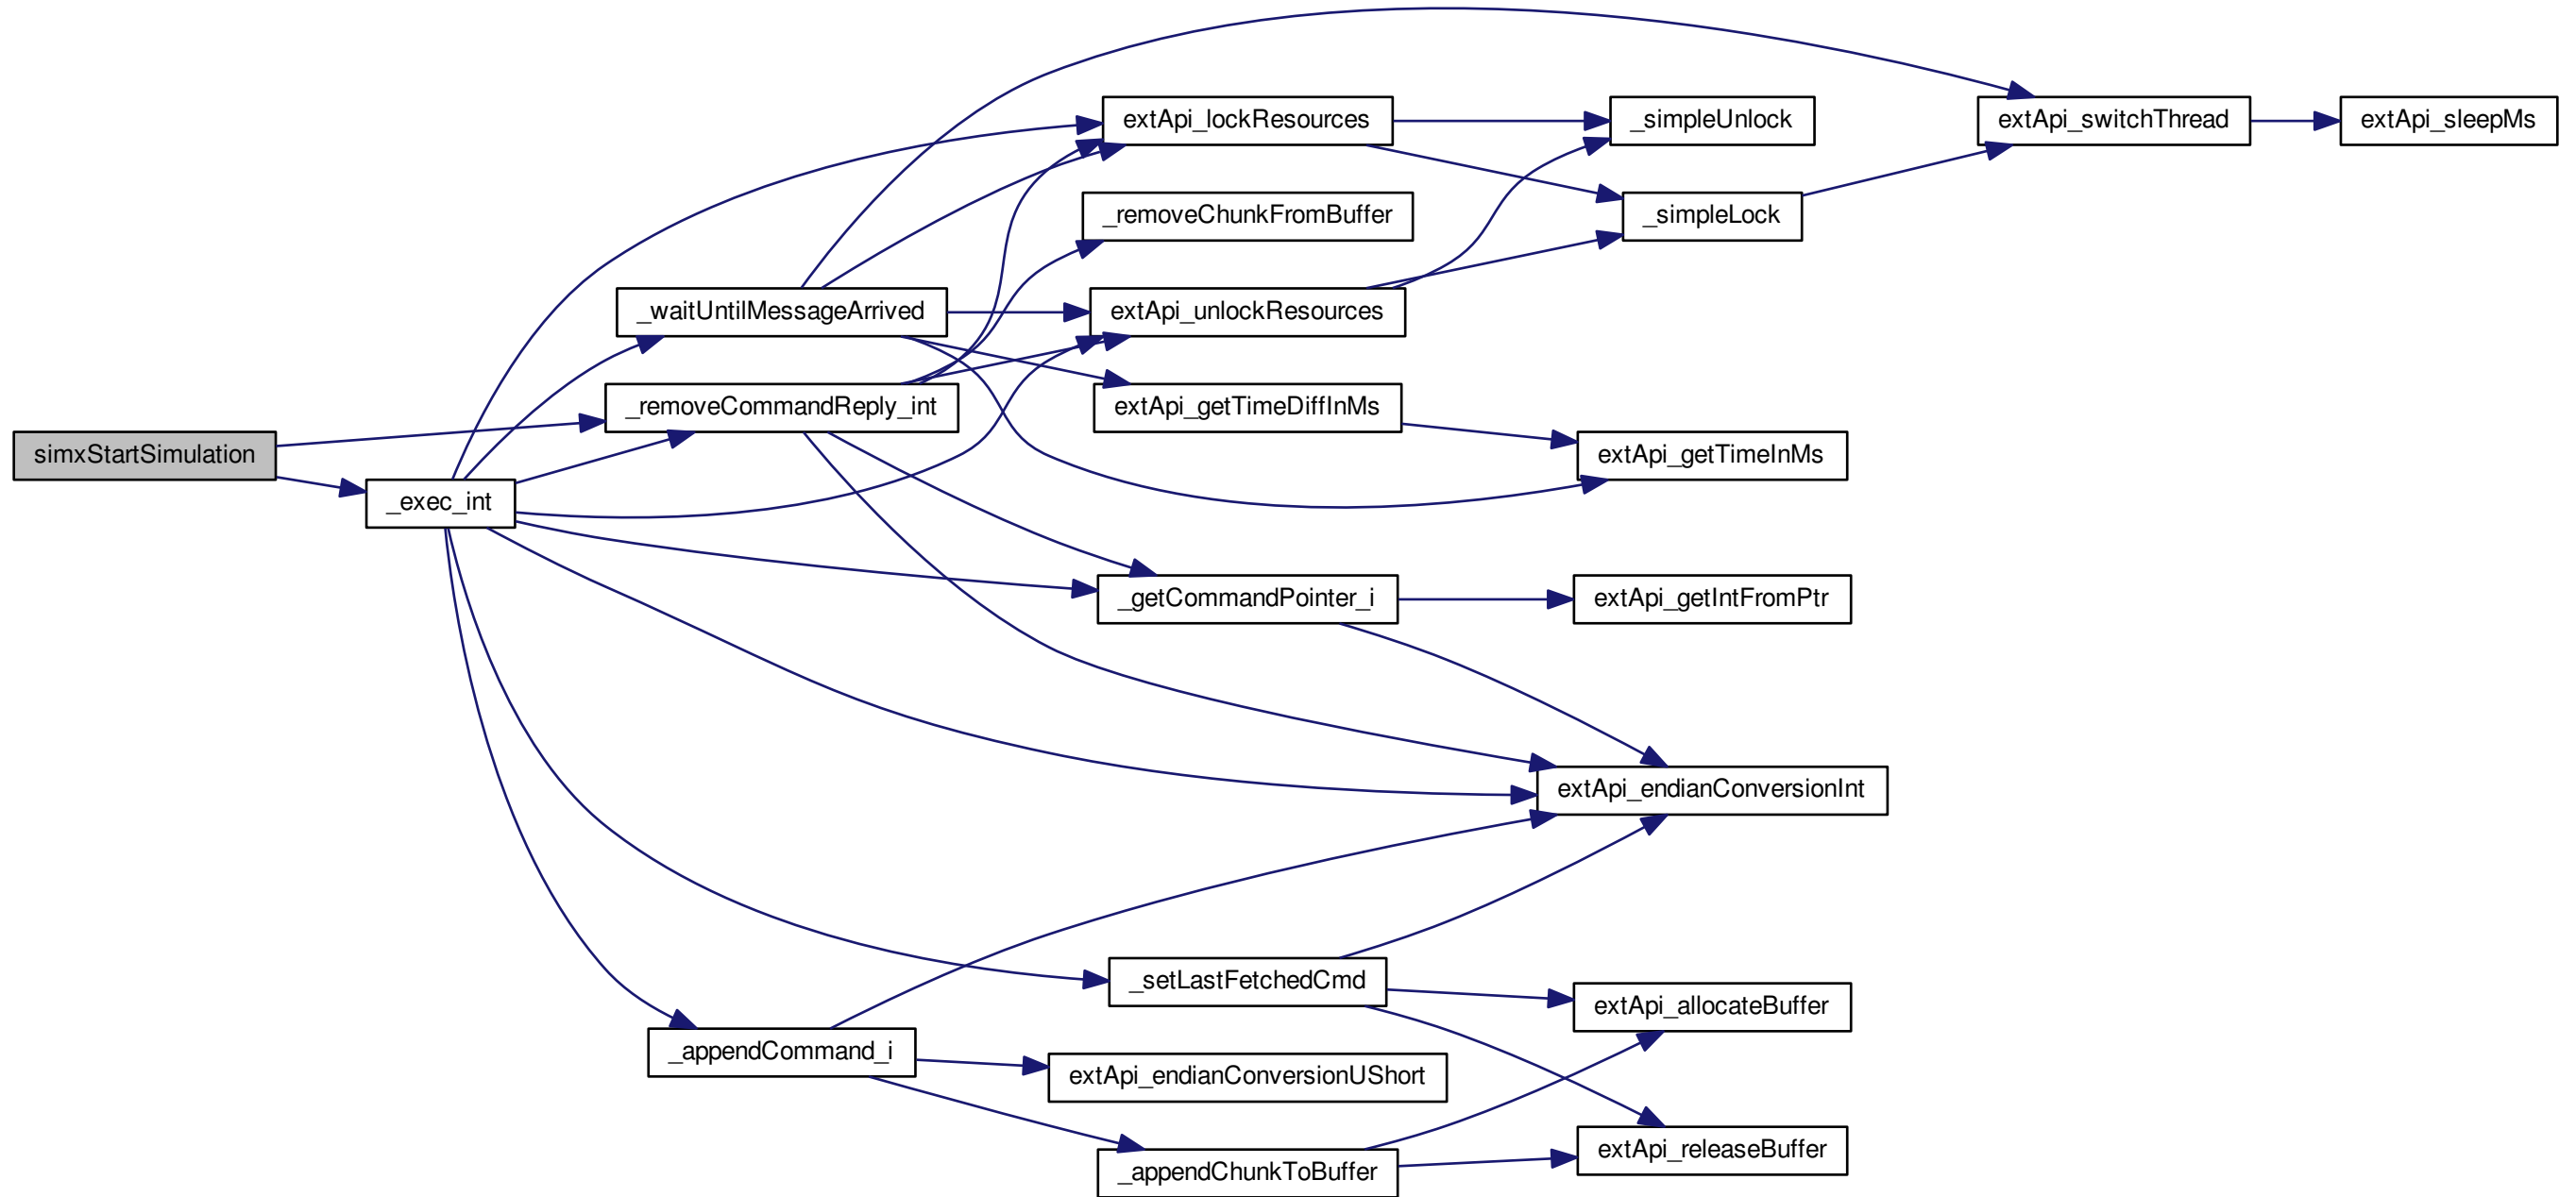 extApi_lockResources
_simpleUnlock
extApi_switchThread
extApi_sleepMs
_removeChunkFromBuffer
_simpleLock
_waitUntilMessageArrived
extApi_unlockResources
_removeCommandReply_int
extApi_getTimeDiffInMs
simxStartSimulation
extApi_getTimeInMs
_exec_int
_getCommandPointer_i
extApi_getIntFromPtr
extApi_endianConversionInt
_setLastFetchedCmd
extApi_allocateBuffer
_appendCommand_i
extApi_endianConversionUShort
extApi_releaseBuffer
_appendChunkToBuffer